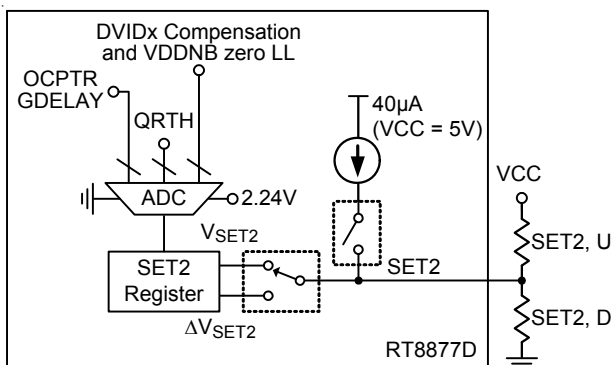 DVIDx Compensation
and VDDNB zero LL
OCPTR
GDELAY
QRTH
40µA
(VCC = 5V)
VCC
ADC
2.24V
VSET2
SET2
Register
SET2
SET2, U
SET2, D
ΔVSET2
RT8877D